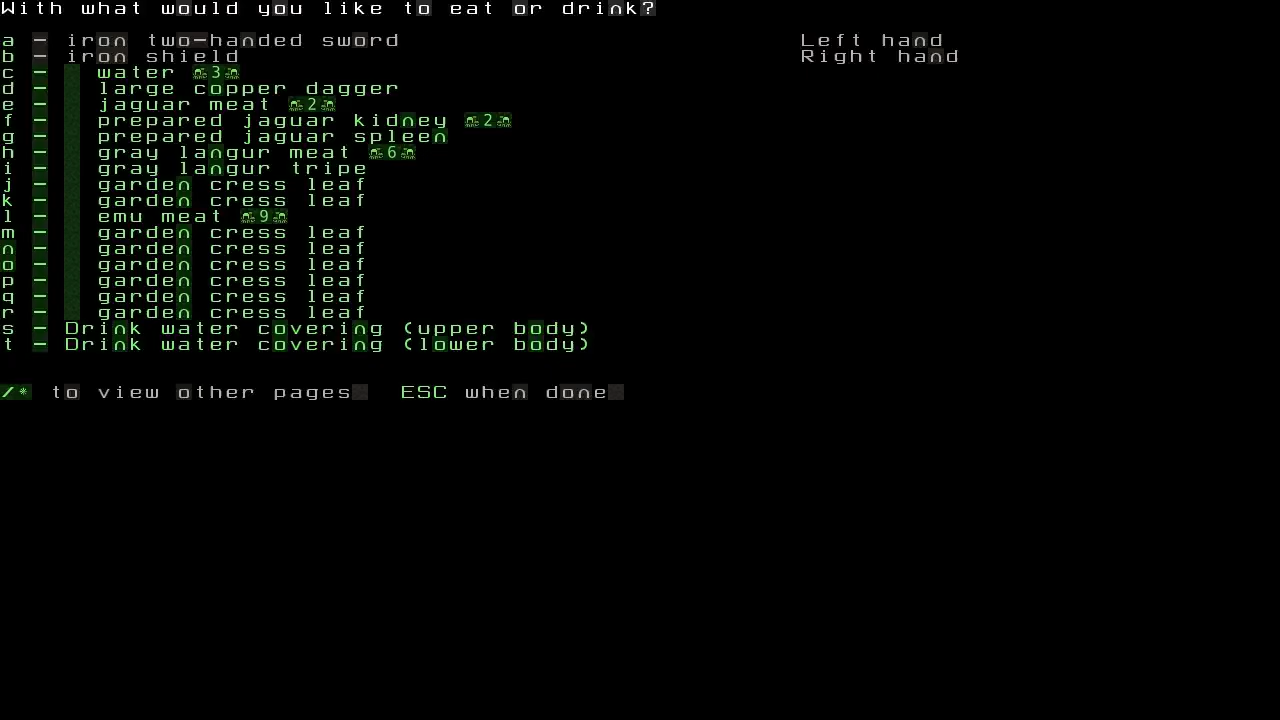 With what would you like to eat or drink?
a - iron two-handed sword Left hand
b - iron shield Right hand
c - water 3
d - large copper dagger
e - jaguar meat 2
f - prepared jaguar kidney 2
g - prepared jaguar spleen
h - gray langur meat 6
i - gray langur tripe
j - garden cress leaf
k - garden cress leaf
l - emu meat 9
m - garden cress leaf
n - garden cress leaf
o - garden cress leaf
p - garden cress leaf
q - garden cress leaf
r - garden cress leaf
s - Drink water covering (upper body)
t - Drink water covering (lower body)
/* to view other pages ESC when done